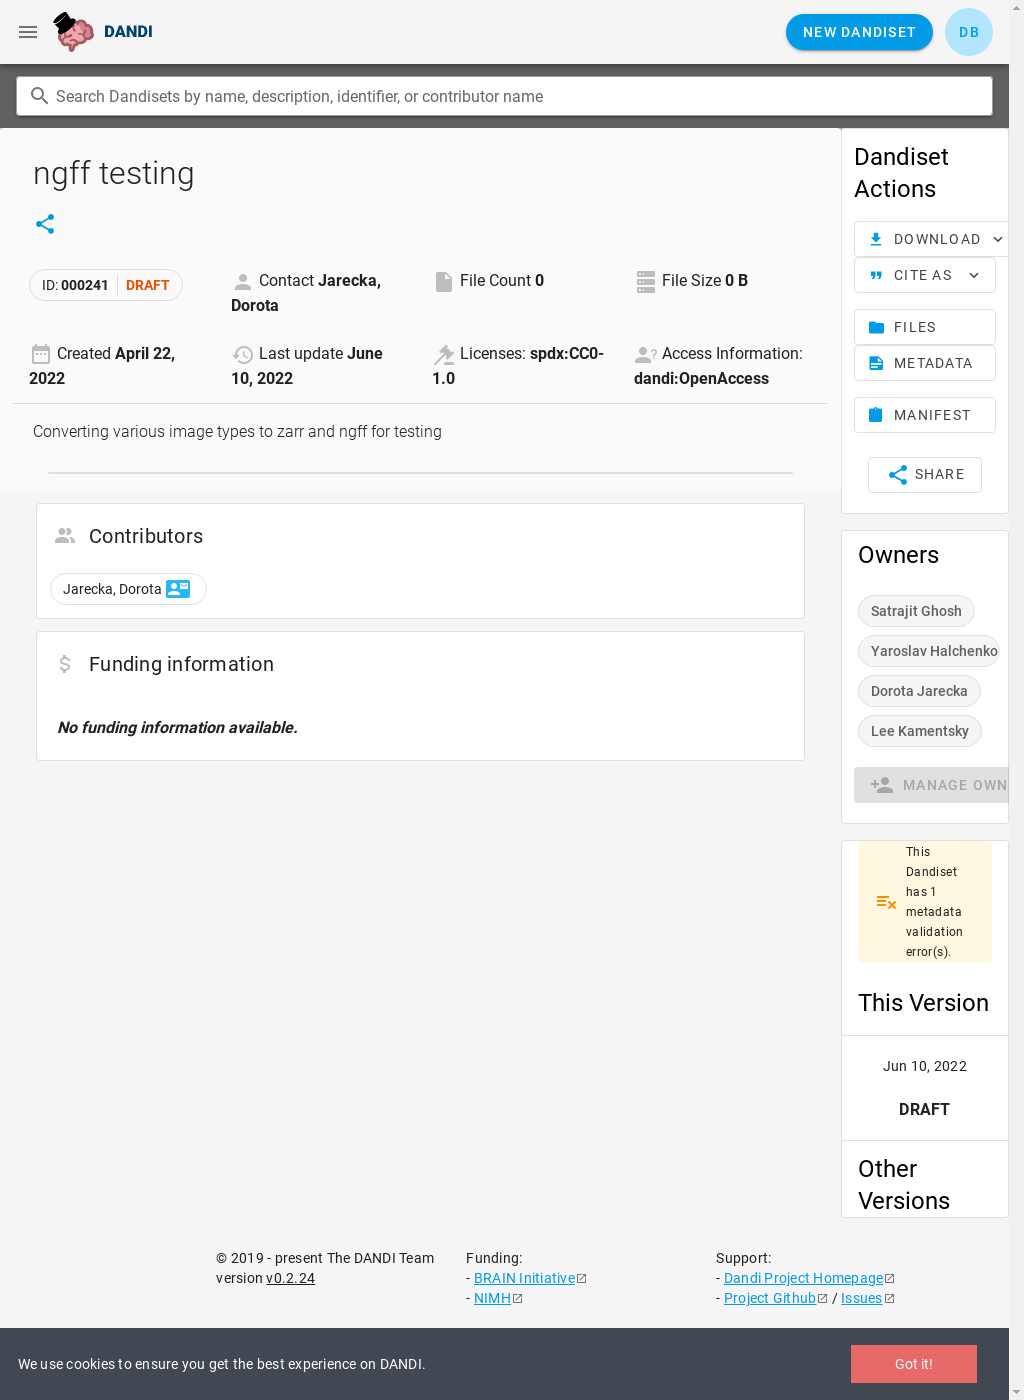 DANDI
NEW DANDISET
DB
Search Dandisets by name, description, identifier, or contributor name
ngff testing
ID: 000241
DRAFT
Contact Jarecka,
Dorota
File Count 0
File Size 0 B
Created April 22,
2022
Last update June
10, 2022
Licenses: spdx:CC0-
1.0
Access Information:
dandi:OpenAccess
Converting various image types to zarr and ngff for testing
Contributors
Jarecka, Dorota
Funding information
No funding information available.
Dandiset
Actions
DOWNLOAD
CITE AS
FILES
METADATA
MANIFEST
SHARE
Owners
Satrajit Ghosh
Yaroslav Halchenko
Dorota Jarecka
Lee Kamentsky
MANAGE OWN
This
Dandiset
has 1
metadata
validation
error(s).
This Version
Jun 10, 2022
DRAFT
Other
Versions
© 2019 - present The DANDI Team
version v0.2.24
Funding:
- BRAIN Initiative
- NIMH
Support:
- Dandi Project Homepage
- Project Github / Issues
We use cookies to ensure you get the best experience on DANDI.
Got it!